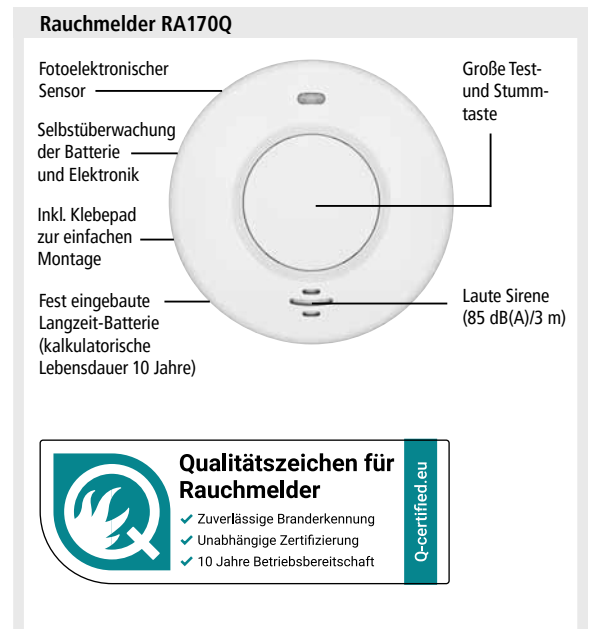 Rauchmelder RA170Q
Fotoelektronischer
Sensor
Selbstüberwachung
der Batterie
und Elektronik
Inkl. Klebepad
zur einfachen
Montage
Fest eingebaute
Langzeit-Batterie
(kalkulatorische
Lebensdauer 10 Jahre)
Große Test-
und Stumm-
taste
Laute Sirene
(85 dB(A)/3 m)
Qualitätszeichen für
Rauchmelder
Zuverlässige Branderkennung
Unabhängige Zertifizierung
10 Jahre Betriebsbereitschaft
Q-certified.eu